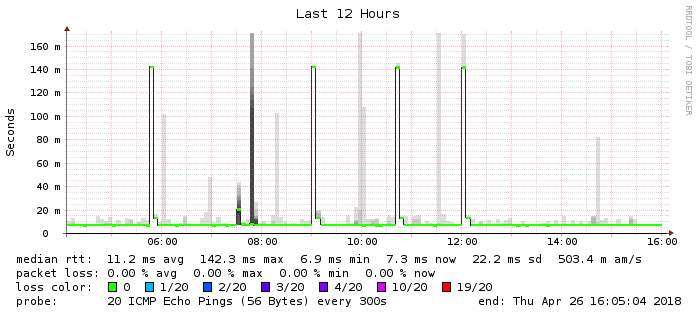 Last 12 Hours
RRDTOOL / TOBI OETIKER
Seconds
160 m
140 m
120 m
100 m
80 m
60 m
40 m
20 m
0
06:00 08:00 10:00 12:00 14:00 16:00
median rtt: 11.2 ms avg 142.3 ms max 6.9 ms min 7.3 ms now 22.2 ms sd 503.4 m am/s
packet loss: 0.00 % avg 0.00 % max 0.00 % min 0.00 % now
loss color: 0 1/20 2/20 3/20 4/20 10/20 19/20
probe: 20 ICMP Echo Pings (56 Bytes) every 300s end: Thu Apr 26 16:05:04 2018